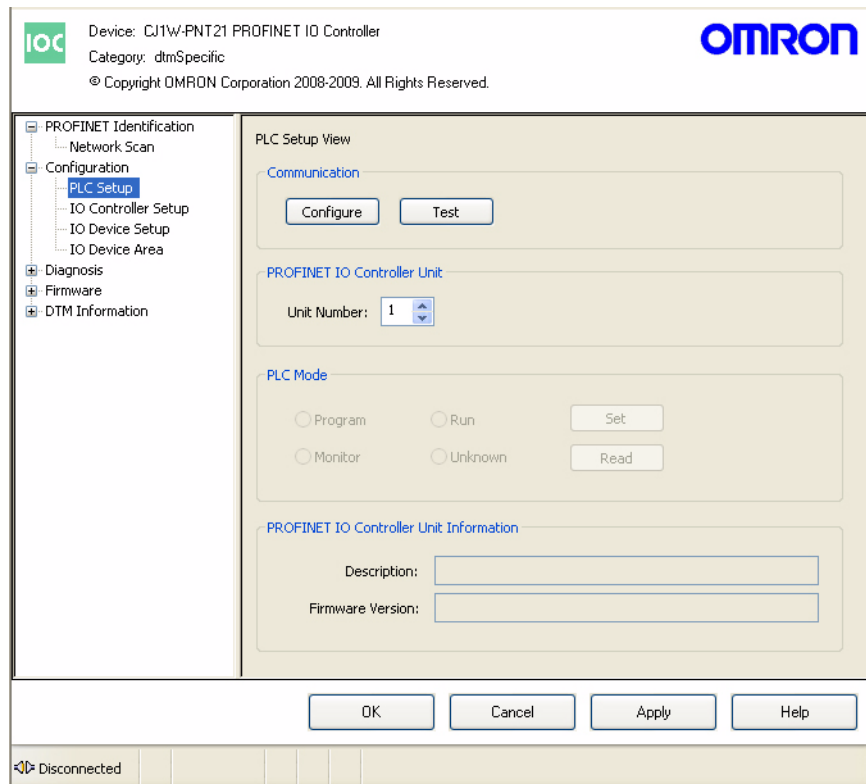 IOC
Device: CJ1W-PNT21 PROFINET IO Controller
OMRON
Category: dtmSpecific
© Copyright OMRON Corporation 2008-2009. All Rights Reserved.
PROFINET Identification
Network Scan
Configuration
PLC Setup
IO Controller Setup
IO Device Setup
IO Device Area
Diagnosis
Firmware
DTM Information
PLC Setup View
Communication
Configure Test
PROFINET IO Controller Unit
Unit Number: 1
PLC Mode
Program Run Set
Monitor Unknown Read
PROFINET IO Controller Unit Information
Description:
Firmware Version:
OK Cancel Apply Help
Disconnected